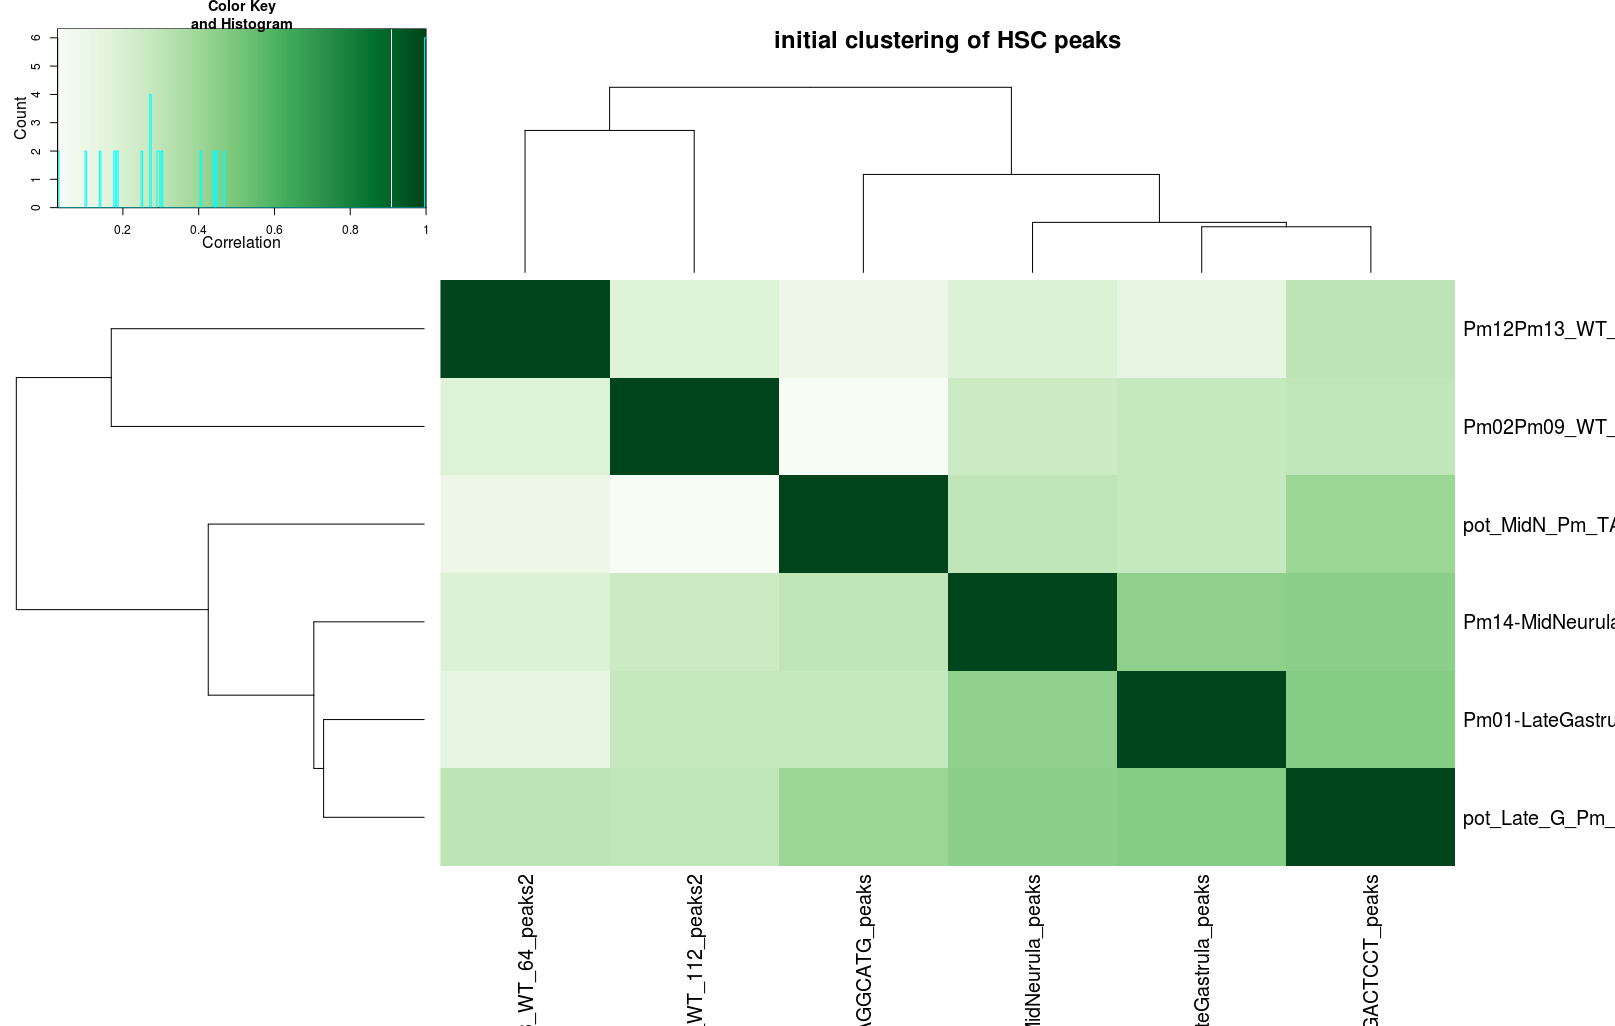 Color Key
and Histogram
Count
0 1 2 3 4 5 6
0.2 0.4 0.6 0.8 1
Correlation
initial clustering of HSC peaks
Pm12Pm13_WT_
Pm02Pm09_WT_
pot_MidN_Pm_TA
Pm14-MidNeurula
Pm01-LateGastru
pot_Late_G_Pm_
_WT_64_peaks2
_WT_112_peaks2
AGGCATG_peaks
MidNeurula_peaks
teGastrula_peaks
GACTCCT_peaks